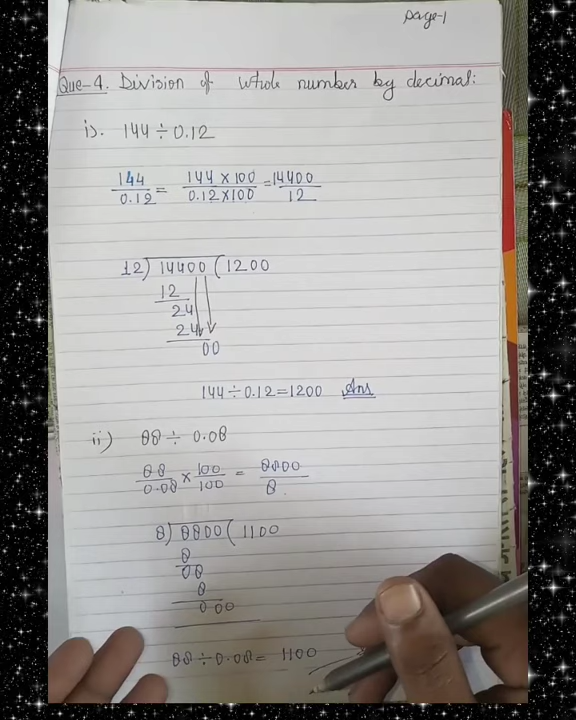 page-1
Que-4. Division of whole number by decimal:
i). 144 ÷ 0.12
144/0.12 = 144 × 100/0.12 × 100 = 14400/12
12) 14400 (1200
12
24
24
00
144 ÷ 0.12 = 1200 Ans
ii) 88 ÷ 0.08
88/0.08 × 100/100 = 8800/8
8) 8800 (1100
8
08
8
000
88 ÷ 0.08 = 1100